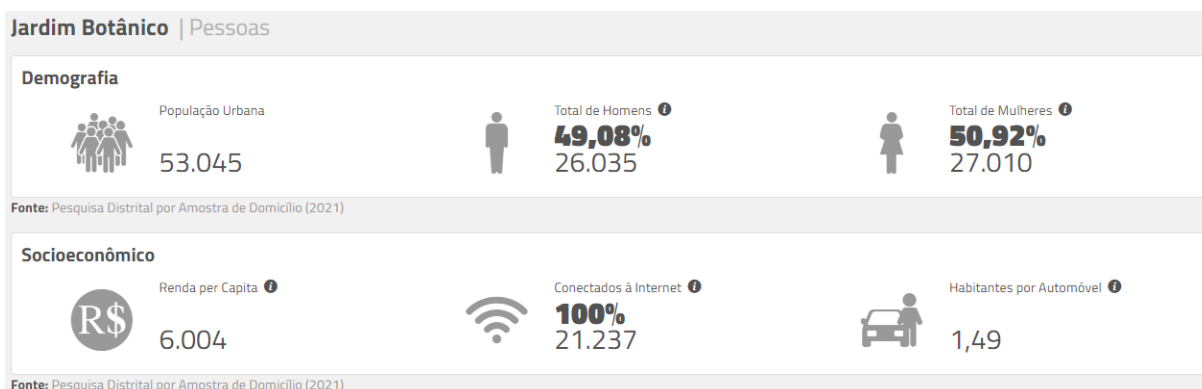 Jardim Botânico | Pessoas
Demografia
População Urbana
53.045
Total de Homens
49,08%
26.035
Total de Mulheres
50,92%
27.010
Fonte: Pesquisa Distrital por Amostra de Domicílio (2021)
Socioeconômico
R$
Renda per Capita
6.004
Conectados à Internet
100%
21.237
Habitantes por Automóvel
1,49
Fonte: Pesquisa Distrital por Amostra de Domicílio (2021)